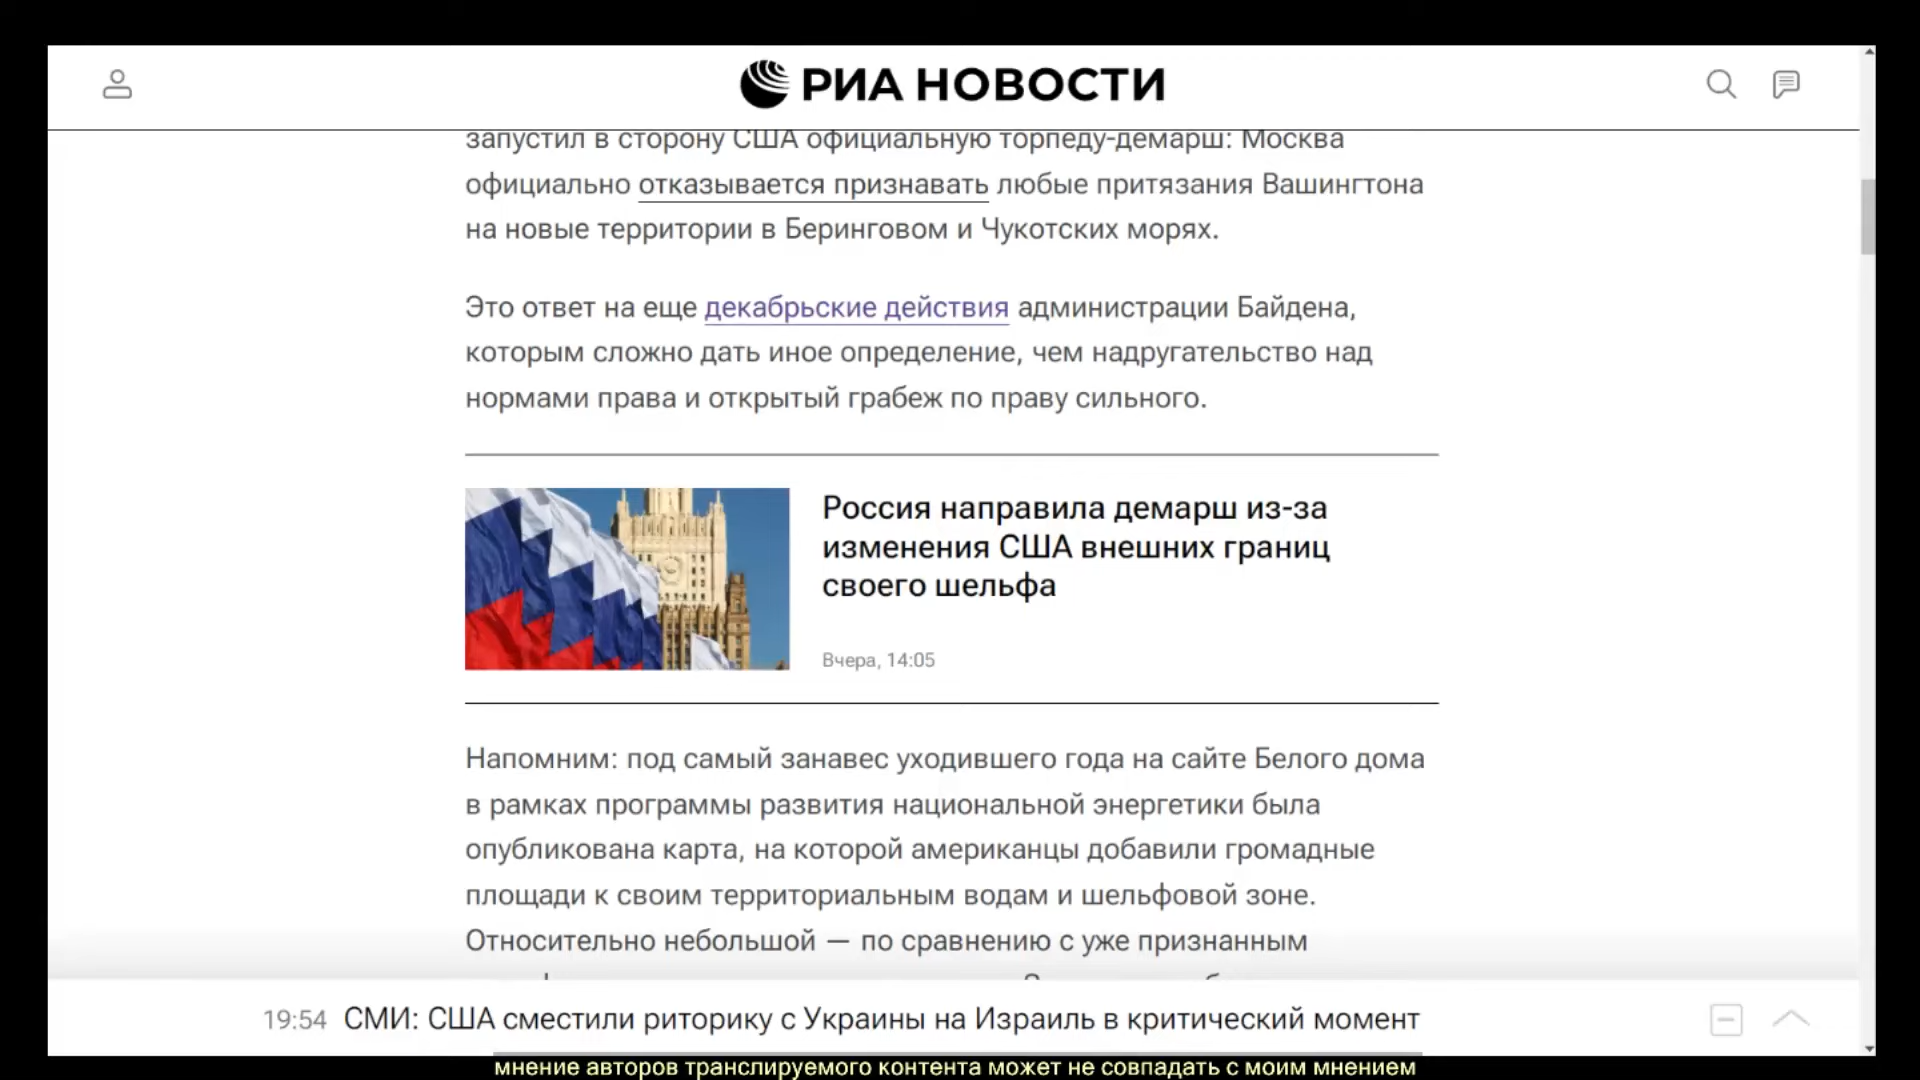 РИА НОВОСТИ
запустил в сторону США официальную торпеду-демарш: Москва
официально отказывается признавать любые притязания Вашингтона
на новые территории в Беринговом и Чукотских морях.
Это ответ на еще декабрьские действия администрации Байдена,
которым сложно дать иное определение, чем надругательство над
нормами права и открытый грабеж по праву сильного.
Россия направила демарш из-за
изменения США внешних границ
своего шельфа
Вчера, 14:05
Напомним: под самый занавес уходившего года на сайте Белого дома
в рамках программы развития национальной энергетики была
опубликована карта, на которой американцы добавили громадные
площади к своим территориальным водам и шельфовой зоне.
Относительно небольшой — по сравнению с уже признанным
19:54 СМИ: США сместили риторику с Украины на Израиль в критический момент
мнение авторов транслируемого контента может не совпадать с моим мнением